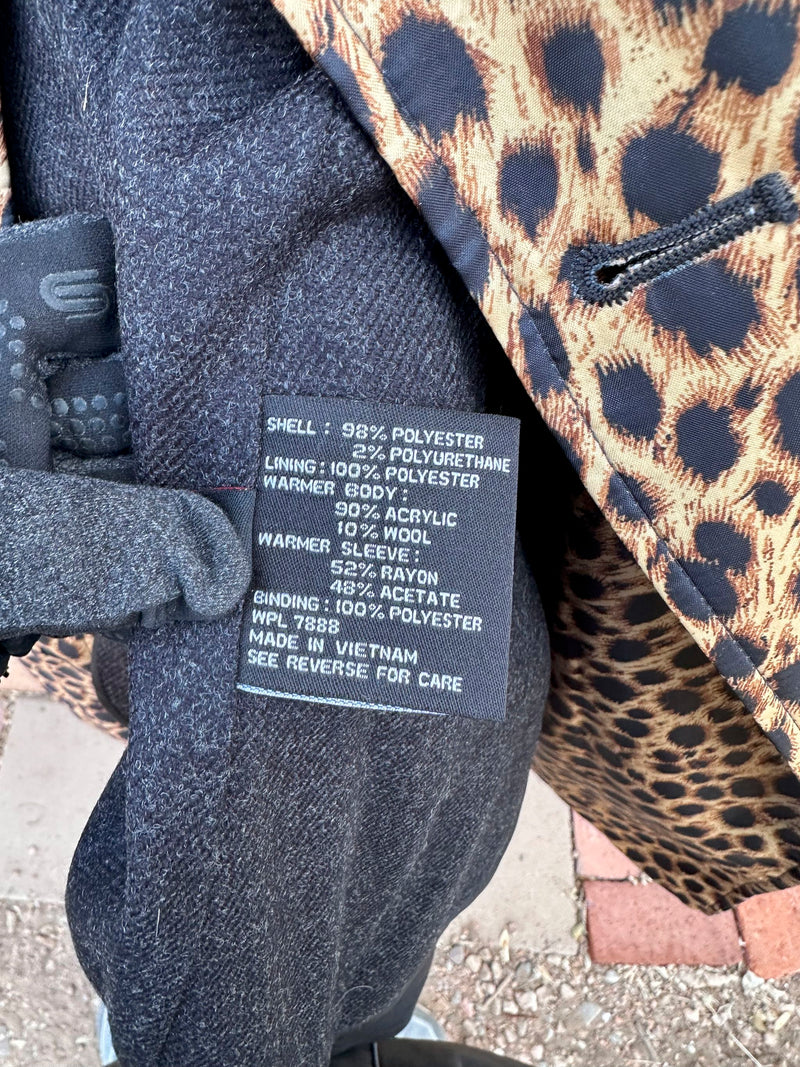 SHELL : 98% POLYESTER
2% POLYURETHANE
LINING : 100% POLYESTER
WARMER BODY :
90% ACRYLIC
10% WOOL
WARMER SLEEVE :
52% RAYON
48% ACETATE
BINDING : 100% POLYESTER
WPL 7888
MADE IN VIETNAM
SEE REVERSE FOR CARE